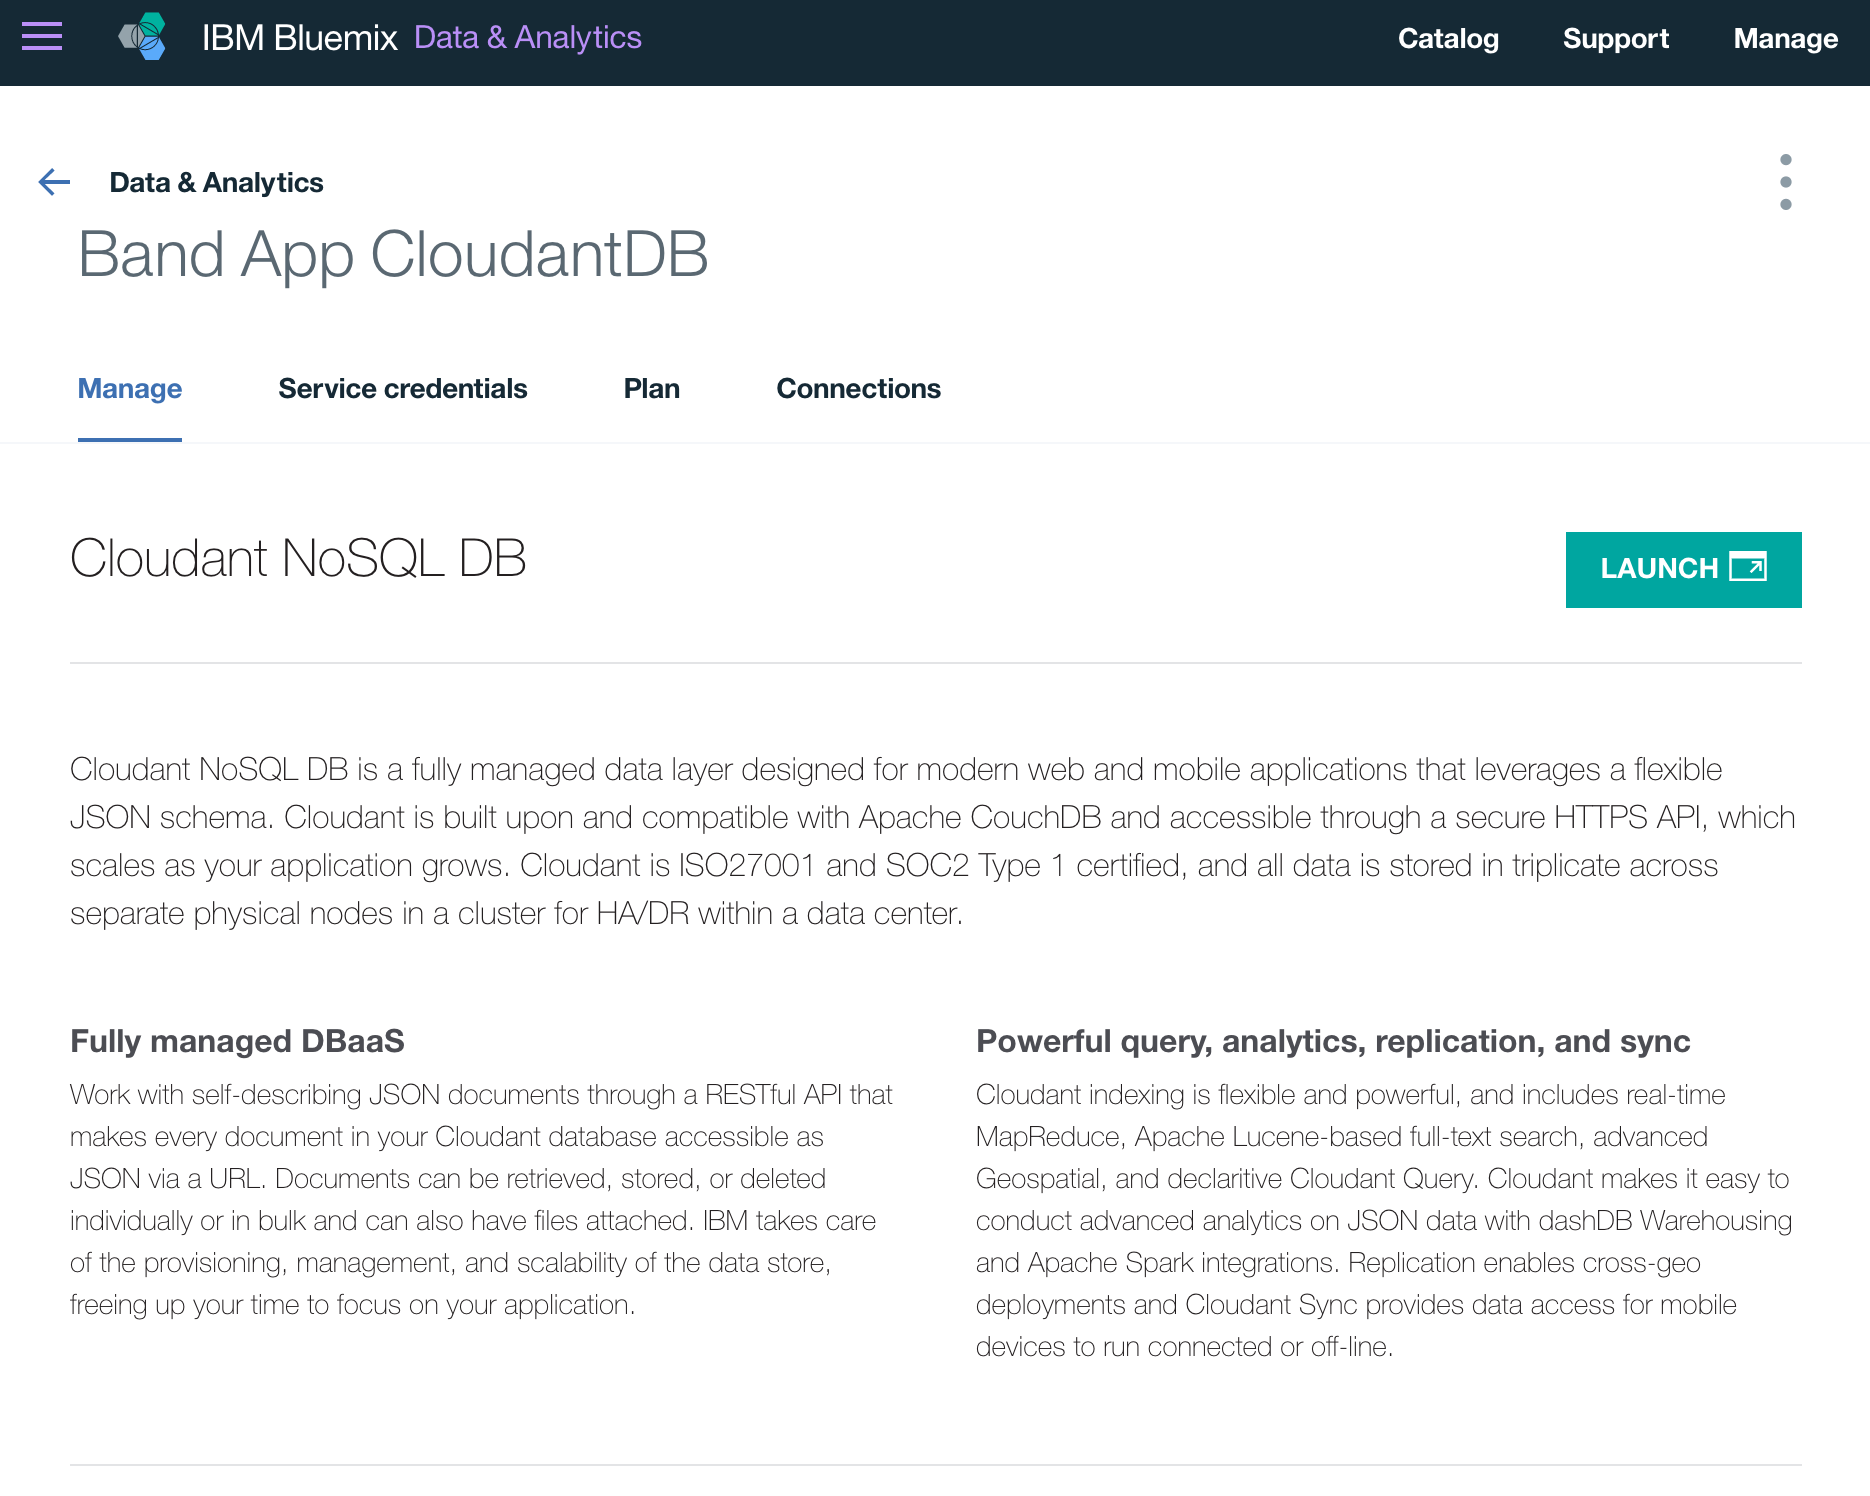 IBM Bluemix Data & Analytics Catalog Support Manage
Data & Analytics
Band App CloudantDB
Manage Service credentials Plan Connections
Cloudant NoSQL DB
LAUNCH
Cloudant NoSQL DB is a fully managed data layer designed for modern web and mobile applications that leverages a flexible
JSON schema. Cloudant is built upon and compatible with Apache CouchDB and accessible through a secure HTTPS API, which
scales as your application grows. Cloudant is ISO27001 and SOC2 Type 1 certified, and all data is stored in triplicate across
separate physical nodes in a cluster for HA/DR within a data center.
Fully managed DBaaS
Work with self-describing JSON documents through a RESTful API that
makes every document in your Cloudant database accessible as
JSON via a URL. Documents can be retrieved, stored, or deleted
individually or in bulk and can also have files attached. IBM takes care
of the provisioning, management, and scalability of the data store,
freeing up your time to focus on your application.
Powerful query, analytics, replication, and sync
Cloudant indexing is flexible and powerful, and includes real-time
MapReduce, Apache Lucene-based full-text search, advanced
Geospatial, and declaritive Cloudant Query. Cloudant makes it easy to
conduct advanced analytics on JSON data with dashDB Warehousing
and Apache Spark integrations. Replication enables cross-geo
deployments and Cloudant Sync provides data access for mobile
devices to run connected or off-line.